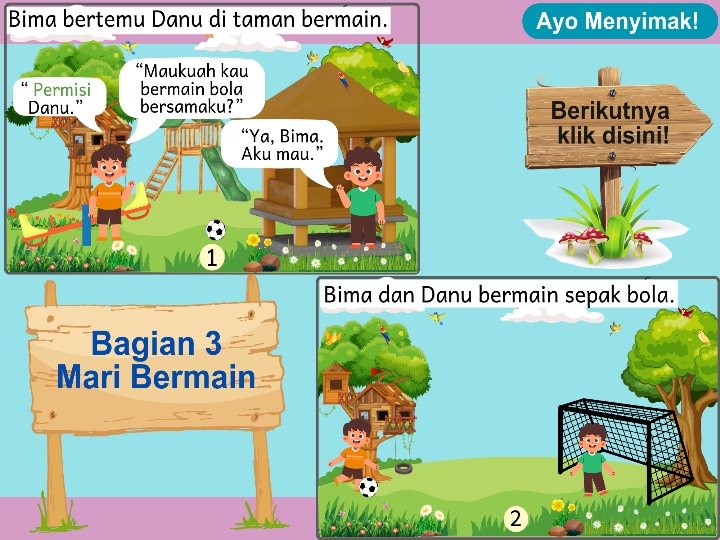 Bima bertemu Danu di taman bermain.
Ayo Menyimak!
“ Permisi
Danu.”
“Maukuah kau
bermain bola
bersamaku?”
“Ya, Bima.
Aku mau.”
1
Berikutnya
klik disini!
Bagian 3
Mari Bermain
Bima dan Danu bermain sepak bola.
2